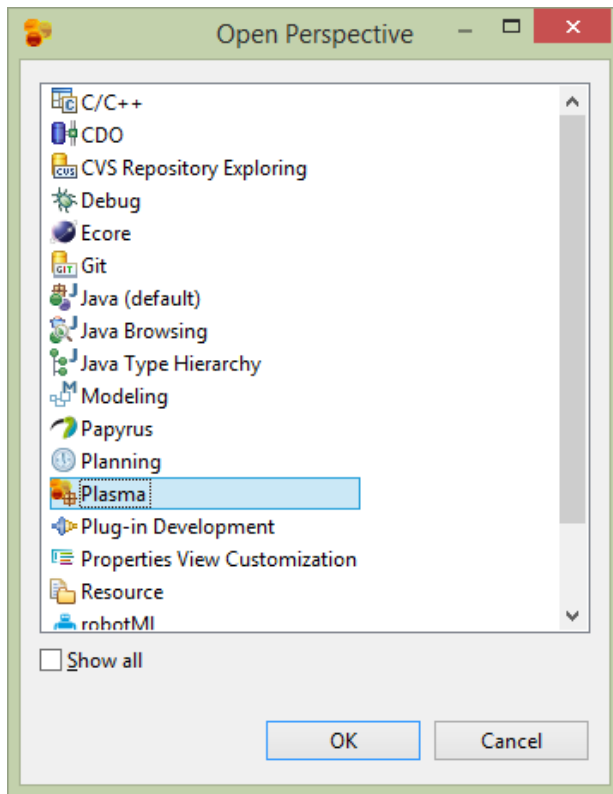 Open Perspective
C/C++
CDO
CVS Repository Exploring
Debug
Ecore
Git
Java (default)
Java Browsing
Java Type Hierarchy
Modeling
Papyrus
Planning
Plasma
Plug-in Development
Properties View Customization
Resource
robotML
Show all
OK
Cancel